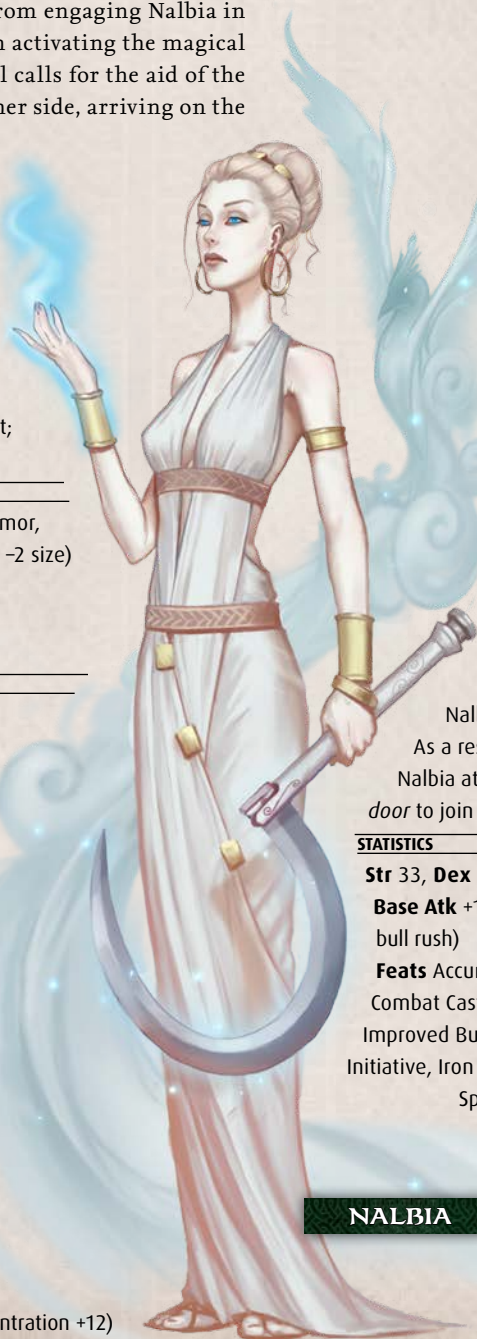 rom engaging Nalbia in
n activating the magical
l calls for the aid of the
her side, arriving on the
t;
mor,
–2 size)
Nal
As a res
Nalbia at
door to join
STATISTICS
Str 33, Dex
Base Atk +1
bull rush)
Feats Accur
Combat Cas
Improved Bu
Initiative, Iron
Sp
NALBIA
ntration +12)